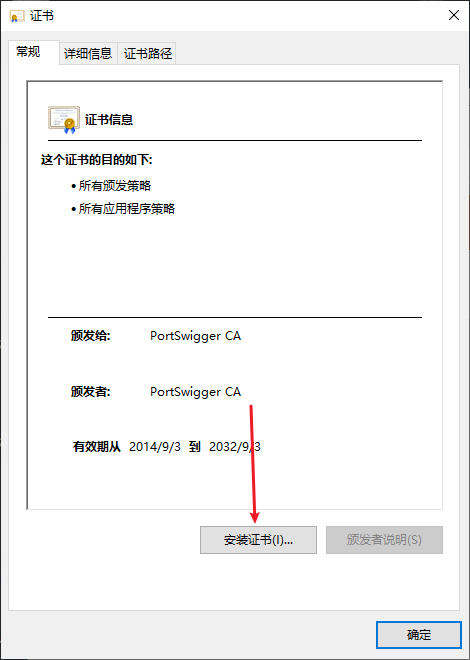 证书
常规 详细信息 证书路径
证书信息
这个证书的目的如下:
• 所有颁发策略
• 所有应用程序策略
颁发给: PortSwigger CA
颁发者: PortSwigger CA
有效期从 2014/9/3 到 2032/9/3
安装证书(I)... 颁发者说明(S)
确定